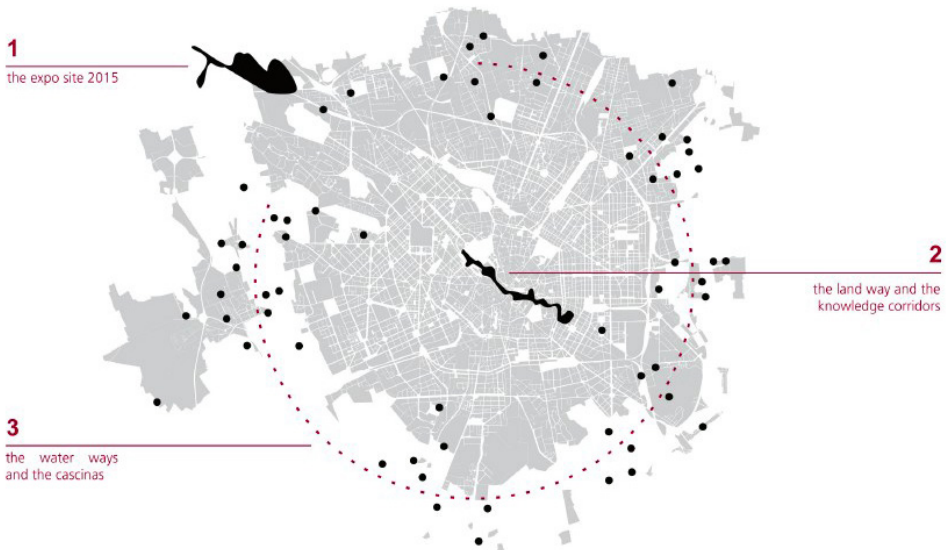 1
the expo site 2015
2
the land way and the
knowledge corridors
3
the water ways
and the cascinas